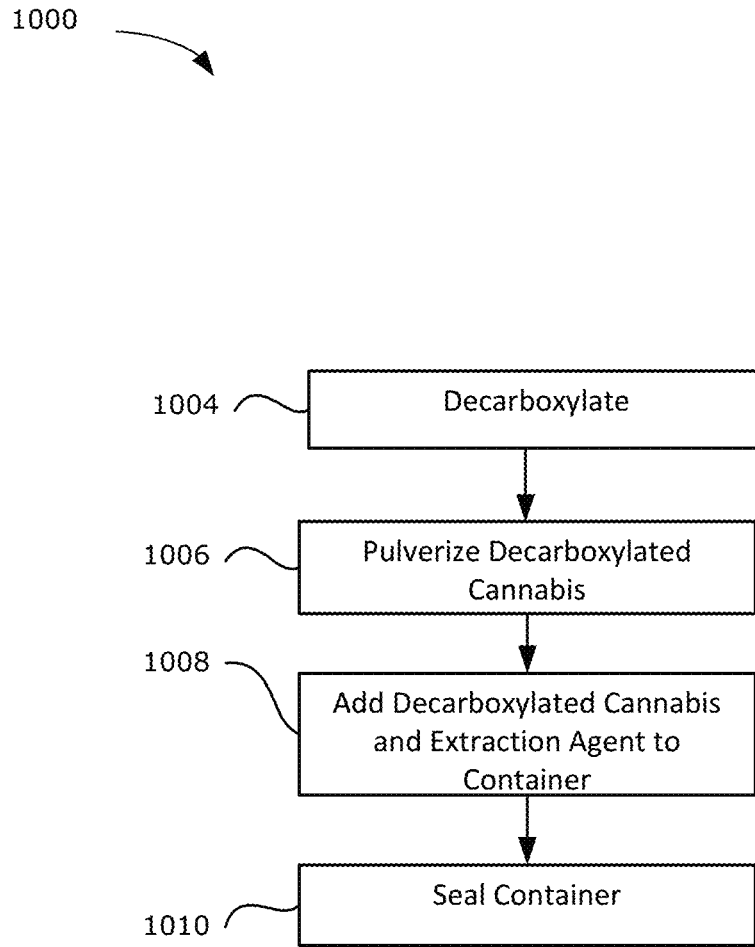 1000
1004
Decarboxylate
1006
Pulverize Decarboxylated
Cannabis
1008
Add Decarboxylated Cannabis
and Extraction Agent to
Container
Seal Container
1010